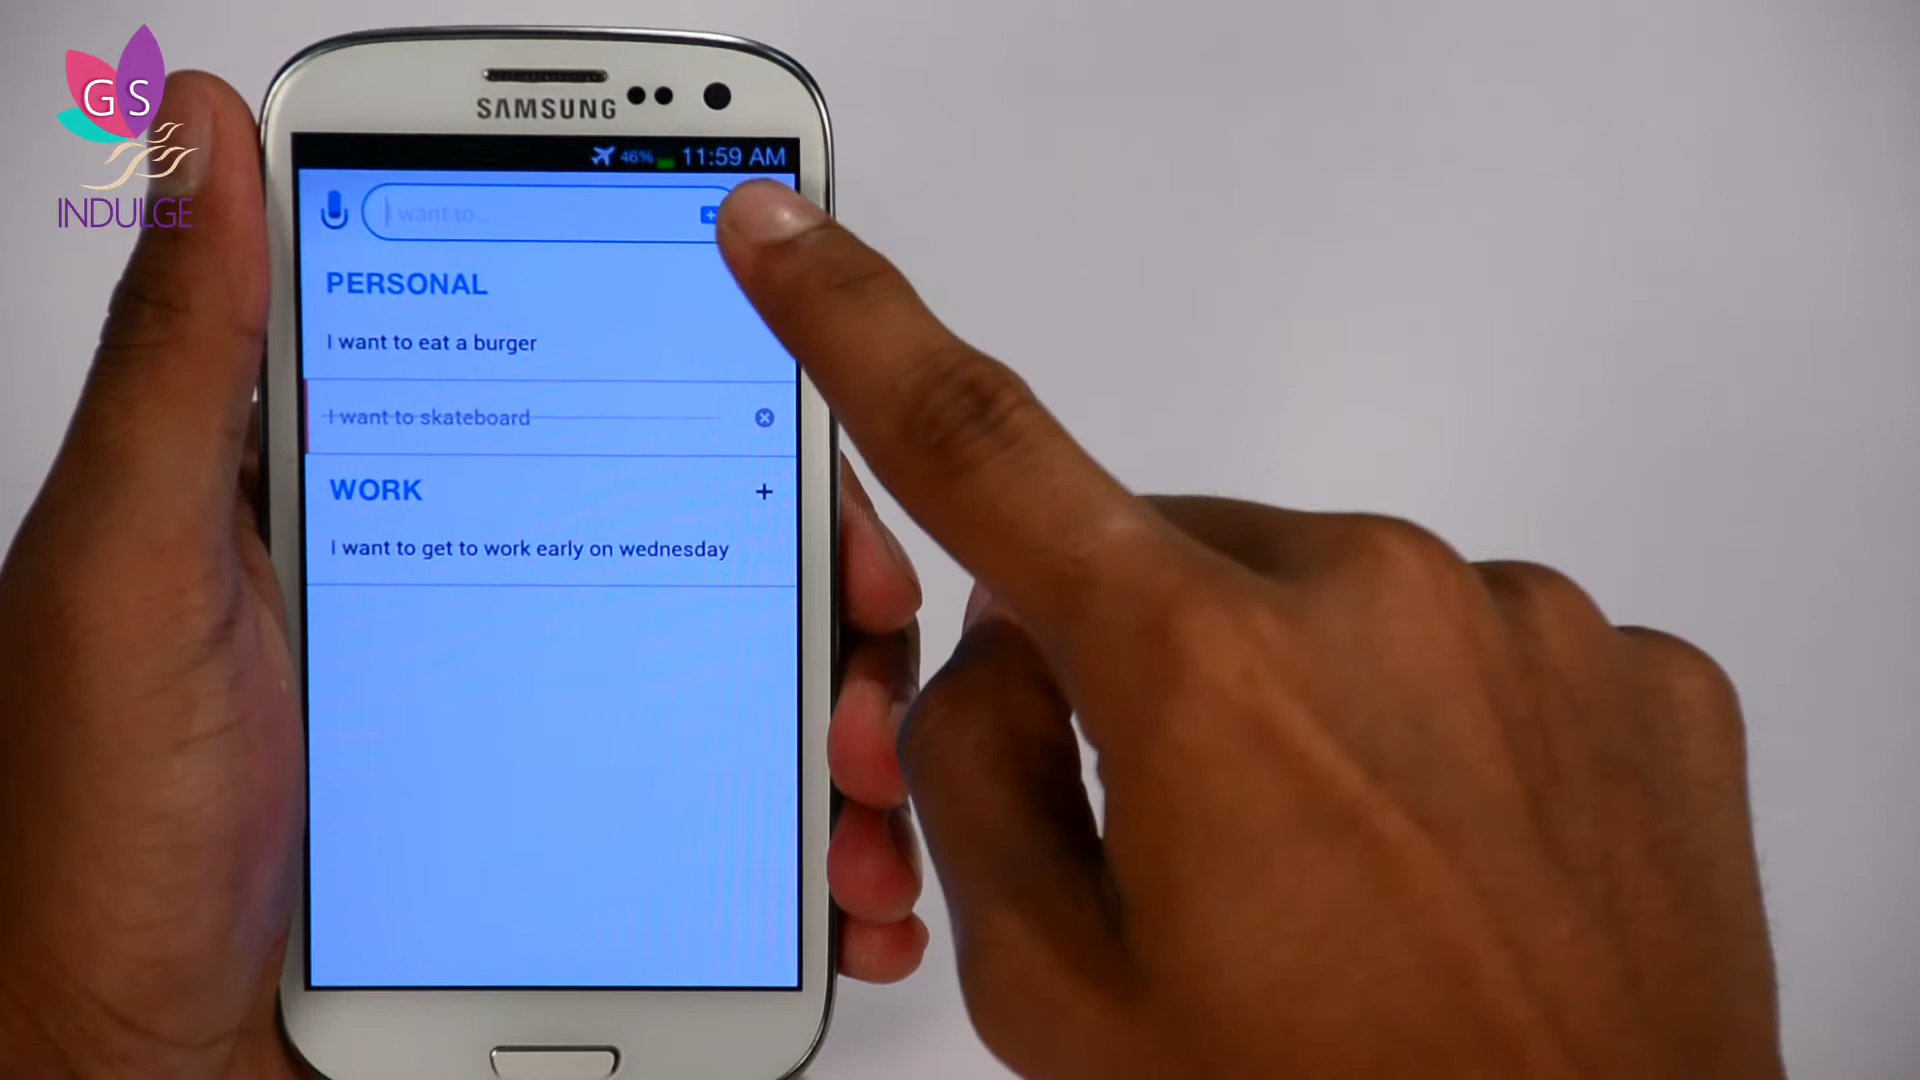 GS
INDULGE
SAMSUNG
46%
11:59 AM
I want to...
PERSONAL
I want to eat a burger
I want to skateboard
WORK
I want to get to work early on wednesday